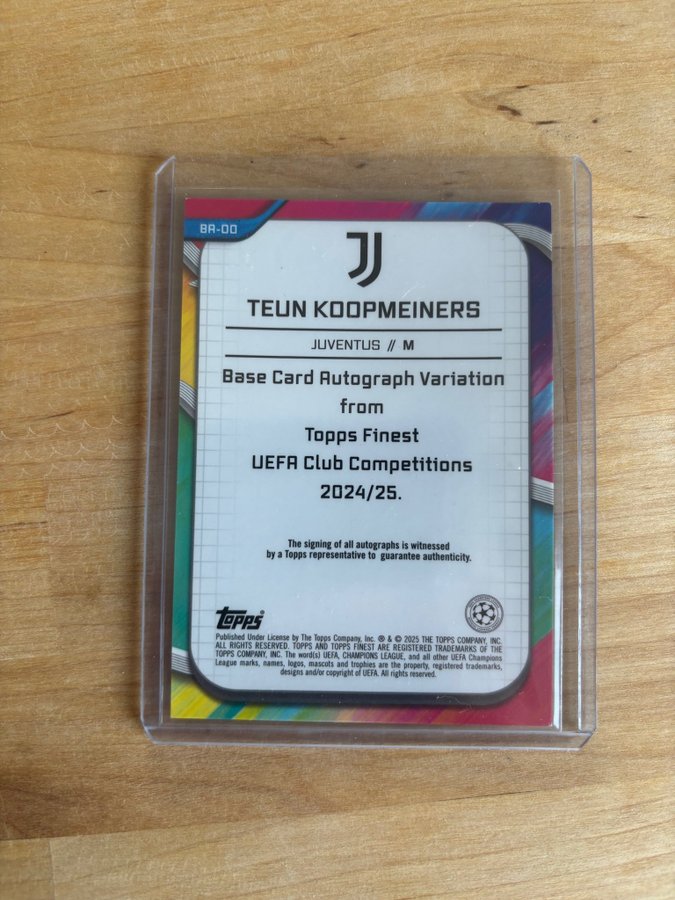 BA-DO
TEUN KOOPMEINERS
JUVENTUS // M
Base Card Autograph Variation
from
Topps Finest
UEFA Club Competitions
2024/25.
The signing of all autographs is witnessed
by a Topps representative to guarantee authenticity.
topps®
Published Under License by The Topps Company, Inc. ® & © 2025 THE TOPPS COMPANY, INC.
ALL RIGHTS RESERVED. TOPPS AND TOPPS FINEST ARE REGISTERED TRADEMARKS OF THE
TOPPS COMPANY, INC. The word(s) UEFA, CHAMPIONS LEAGUE, and all other UEFA Champions
League marks, names, logos, mascots and trophies are the property, registered trademarks,
designs and/or copyright of UEFA. All rights reserved.